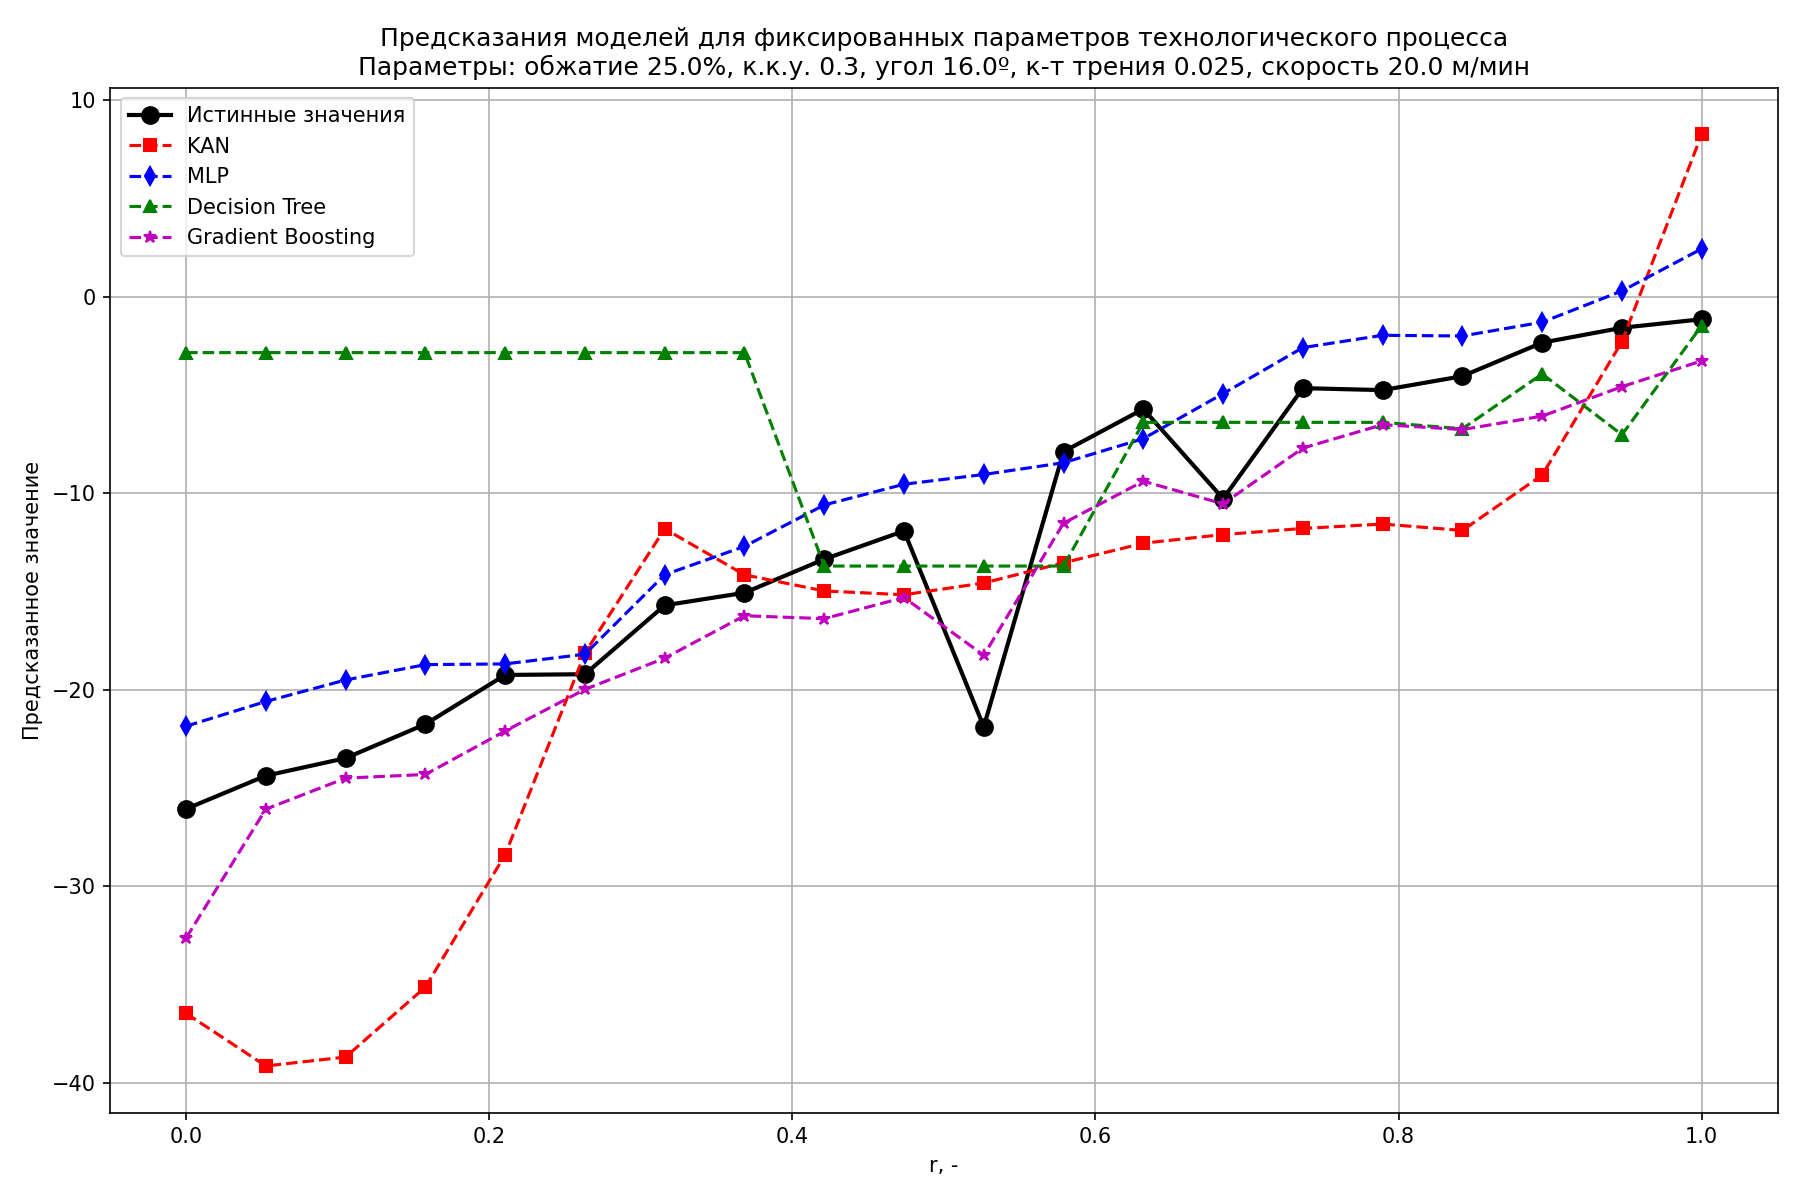 Предсказания моделей для фиксированных параметров технологического процесса
Параметры: обжатие 25.0%, к.к.у. 0.3, угол 16.0º, к-т трения 0.025, скорость 20.0 м/мин
Истинные значения
KAN
MLP
Decision Tree
Gradient Boosting
Предсказанное значение
10
0
−10
−20
−30
−40
0.0
0.2
0.4
0.6
0.8
1.0
r, -